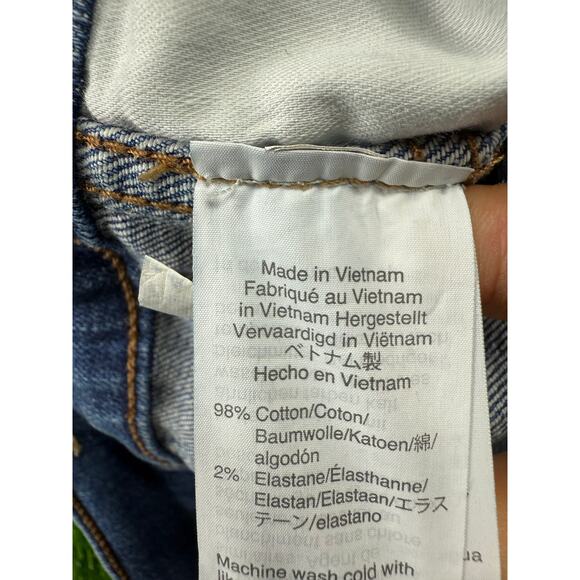 Made in Vietnam
Fabriqué au Vietnam
in Vietnam Hergestellt
Vervaardigd in Viëtnam
ベトナム製
Hecho en Vietnam
98% Cotton/Coton/
Baumwolle/Katoen/綿/
algodón
2% Elastane/Élasthanne/
Elastan/Elastaan/エラス
テーン/elastano
Machine wash cold with